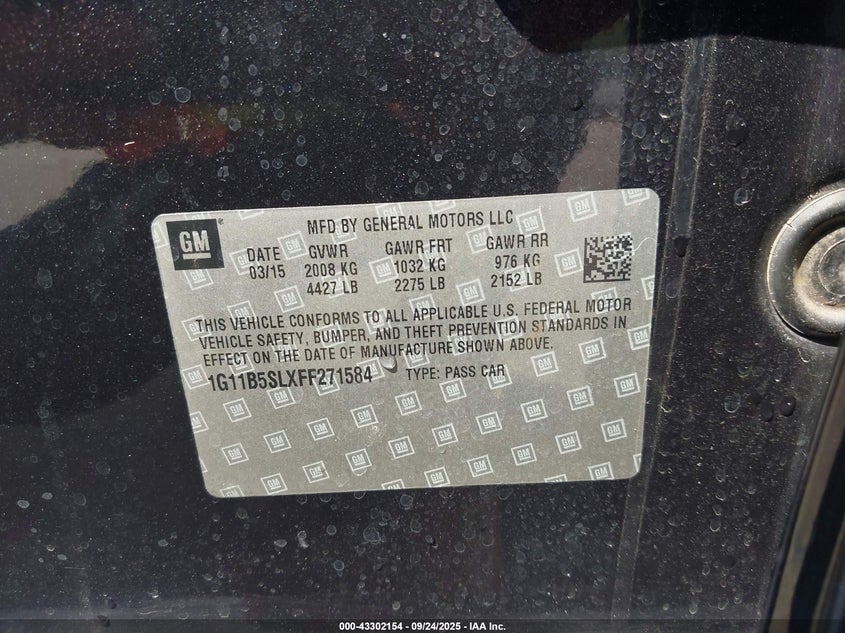 GM
MFD BY GENERAL MOTORS LLC
DATE GVWR GAWR FRT GAWR RR
03/15 2008 KG 1032 KG 976 KG
4427 LB 2275 LB 2152 LB
THIS VEHICLE CONFORMS TO ALL APPLICABLE U.S. FEDERAL MOTOR
VEHICLE SAFETY, BUMPER, AND THEFT PREVENTION STANDARDS IN
EFFECT ON THE DATE OF MANUFACTURE SHOWN ABOVE.
1G11B5SLXFF271584 TYPE: PASS CAR
000-43302154 - 09/24/2025 - IAA Inc.